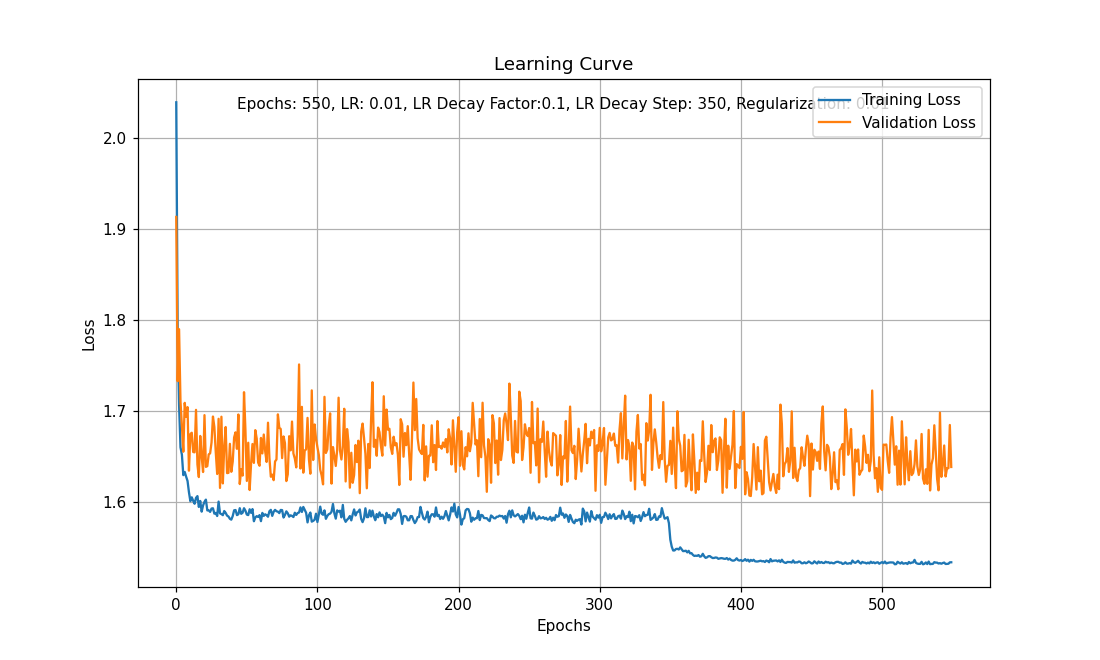 Learning Curve
Epochs: 550, LR: 0.01, LR Decay Factor:0.1, LR Decay Step: 350, Regularization: 0.01
Training Loss
Validation Loss
2.0
1.9
1.8
1.7
1.6
Loss
0 100 200 300 400 500
Epochs